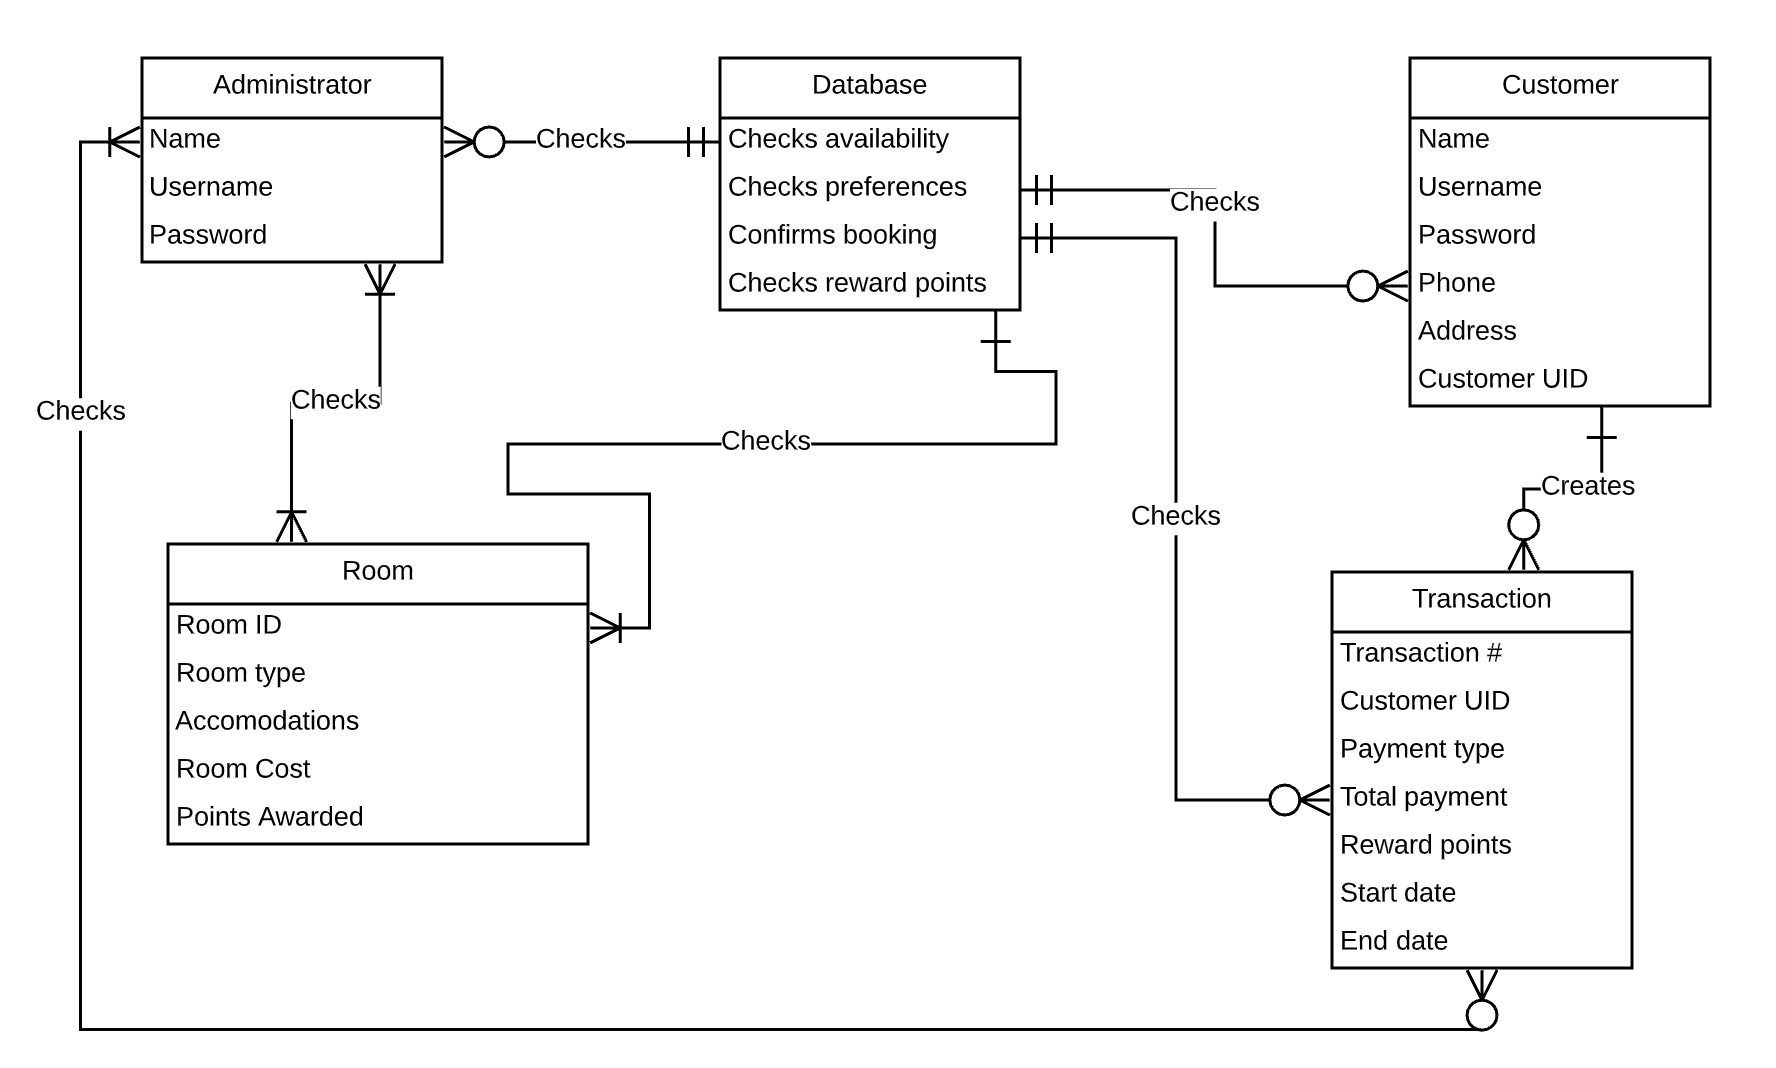 Administrator
Name
Username
Password
Checks
Database
Checks availability
Checks preferences
Confirms booking
Checks reward points
Checks
Customer
Name
Username
Password
Phone
Address
Customer UID
Checks
Checks
Checks
Checks
Creates
Room
Room ID
Room type
Accomodations
Room Cost
Points Awarded
Transaction
Transaction #
Customer UID
Payment type
Total payment
Reward points
Start date
End date